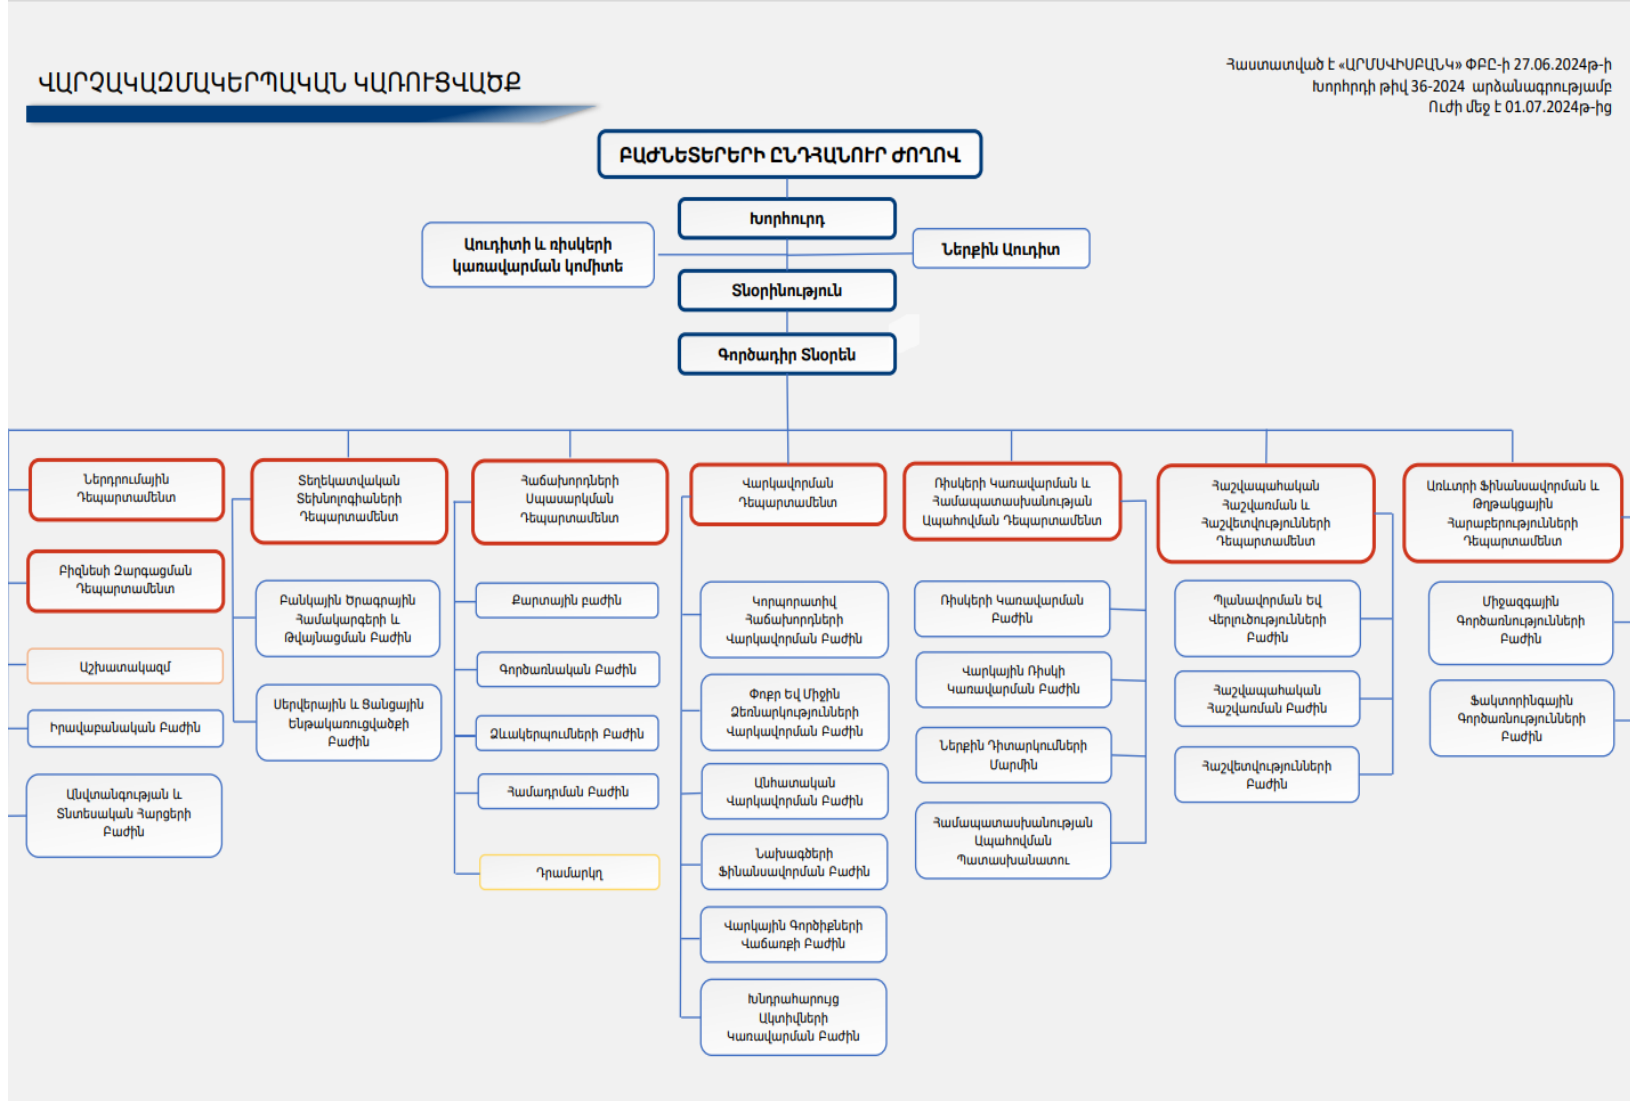 ՎԱՐՉԱԿԱԶՄԱԿԵՐՊԱԿԱՆ ԿԱՌՈՒՑՎԱԾՔ
Հաստատված է «ԱՐՄՍՎԻՍԲԱՆԿ» ՓԲԸ-ի 27.06.2024թ-ի
Խորհրդի թիվ 36-2024 արձանագրությամբ
Ուժի մեջ է 01.07.2024թ-ից
ԲԱԺՆԵՏԵՐԵՐԻ ԸՆԴՀԱՆՈՒՐ ԺՈՂՈՎ
Խորհուրդ
Աուդիտի և ռիսկերի
կառավարման կոմիտե
Ներքին Աուդիտ
Տնօրինություն
Գործադիր Տնօրեն
Ներդրումային
Դեպարտամենտ
Բիզնեսի Զարգացման
Դեպարտամենտ
Աշխատակազմ
Իրավաբանական Բաժին
Անվտանգության և
Տնտեսական Հարցերի
Բաժին
Տեղեկատվական
Տեխնոլոգիաների
Դեպարտամենտ
Բանկային Ծրագրային
Համակարգերի և
Թվայնացման Բաժին
Սերվերային և Ցանցային
Ենթակառուցվածքի
Բաժին
Հաճախորդների
Սպասարկման
Դեպարտամենտ
Քարտային բաժին
Գործառնական Բաժին
Ձևակերպումների Բաժին
Համադրման Բաժին
Դրամարկղ
Վարկավորման
Դեպարտամենտ
Կորպորատիվ
Հաճախորդների
Վարկավորման Բաժին
Փոքր Եվ Միջին
Ձեռնարկությունների
Վարկավորման Բաժին
Անհատական
Վարկավորման Բաժին
Նախագծերի
Ֆինանսավորման Բաժին
Վարկային Գործիքների
Վաճառքի Բաժին
Խնդրահարույց
Ակտիվների
Կառավարման Բաժին
Ռիսկերի Կառավարման և
Համապատասխանության
Ապահովման Դեպարտամենտ
Ռիսկերի Կառավարման
Բաժին
Վարկային Ռիսկի
Կառավարման Բաժին
Ներքին Դիտարկումների
Մարմին
Համապատասխանության
Ապահովման
Պատասխանատու
Հաշվապահական
Հաշվառման և
Հաշվետվությունների
Դեպարտամենտ
Պլանավորման Եվ
Վերլուծությունների
Բաժին
Հաշվապահական
Հաշվառման Բաժին
Հաշվետվությունների
Բաժին
Առևտրի Ֆինանսավորման և
Թղթակցային
Հարաբերությունների
Դեպարտամենտ
Միջազգային
Գործառնությունների
Բաժին
Ֆակտորինգային
Գործառնությունների
Բաժին